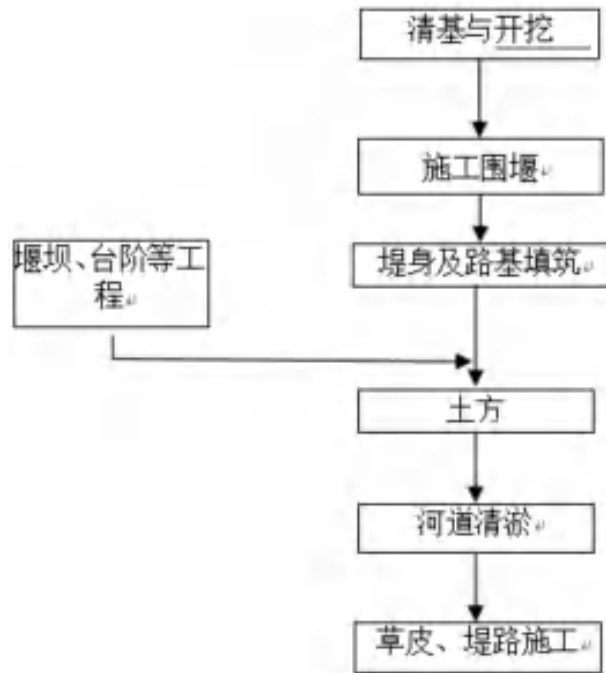 清基与开挖
施工围堰
堰坝、台阶等工
程
堤身及路基填筑
土方
河道清淤
草皮、堤路施工